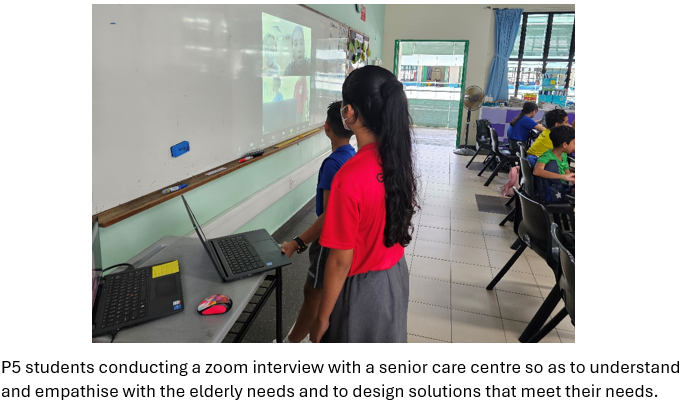 P5 students conducting a zoom interview with a senior care centre so as to understand
and empathise with the elderly needs and to design solutions that meet their needs.